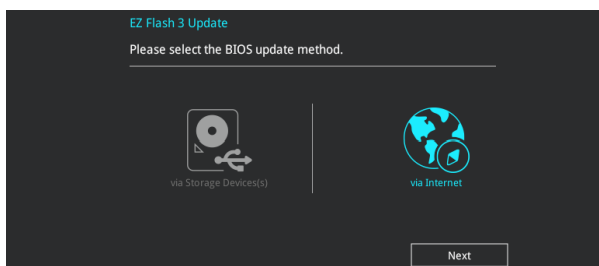 EZ Flash 3 Update
Please select the BIOS update method.
via Storage Devices(s)
via Internet
Next